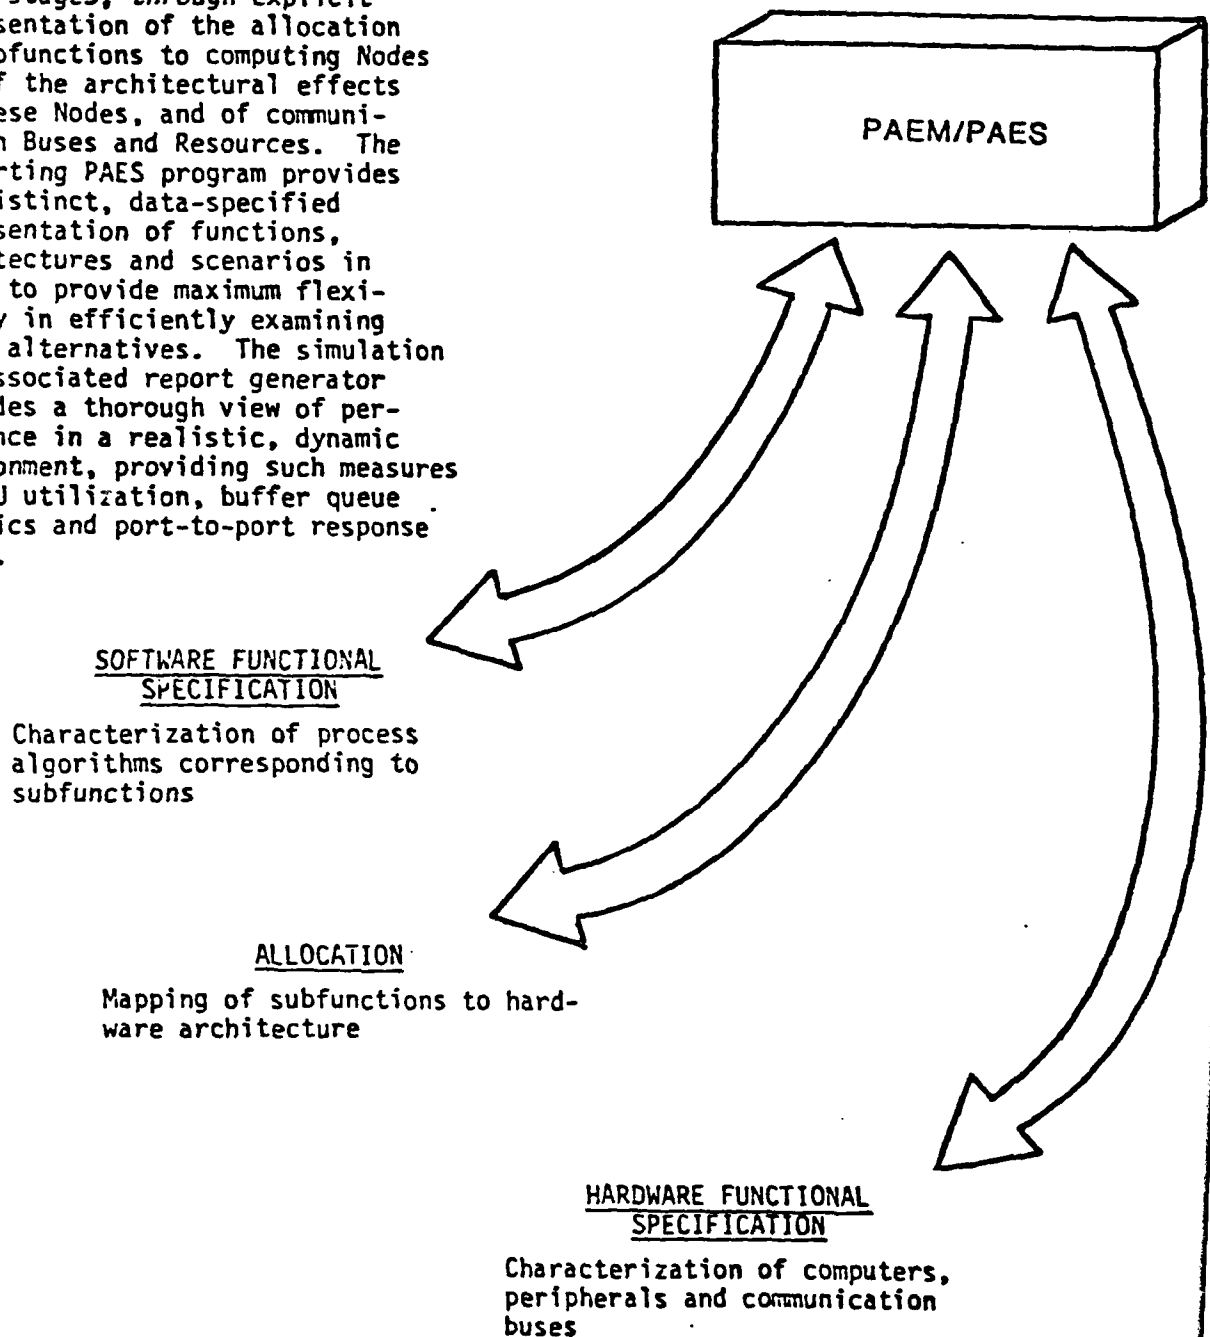 stages, through explicit
sentation of the allocation
ofunctions to computing Nodes
f the architectural effects
ese Nodes, and of communi-
n Buses and Resources. The
rting PAES program provides
istinct, data-specified
sentation of functions,
tectures and scenarios in
to provide maximum flexi-
y in efficiently examining
alternatives. The simulation
ssociated report generator
des a thorough view of per-
nce in a realistic, dynamic
onment, providing such measures
U utilization, buffer queue
ics and port-to-port response
.
PAEM/PAES
SOFTWARE FUNCTIONAL
SPECIFICATION
Characterization of process
algorithms corresponding to
subfunctions
ALLOCATION
Mapping of subfunctions to hard-
ware architecture
HARDWARE FUNCTIONAL
SPECIFICATION
Characterization of computers,
peripherals and communication
buses